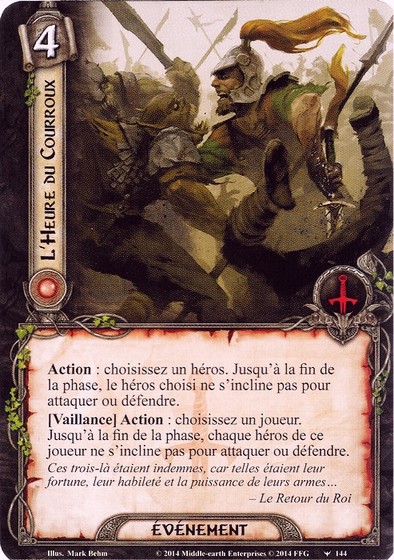 4
L'Heure du Courroux
Action : choisissez un héros. Jusqu'à la fin de
la phase, le héros choisi ne s'incline pas pour
attaquer ou défendre.
[Vaillance] Action : choisissez un joueur.
Jusqu'à la fin de la phase, chaque héros de ce
joueur ne s'incline pas pour attaquer ou défendre.
Ces trois-là étaient indemnes, car telles étaient leur
fortune, leur habileté et la puissance de leurs armes…
– Le Retour du Roi
ÉVÉNEMENT
Illus. Mark Behm © 2014 Middle-earth Enterprises © 2014 FFG 144